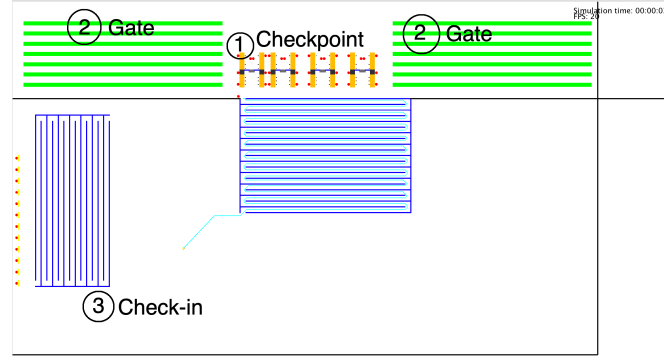 Simulation time: 00:00:0
FPS: 20
2 Gate
1 Checkpoint
2 Gate
3 Check-in